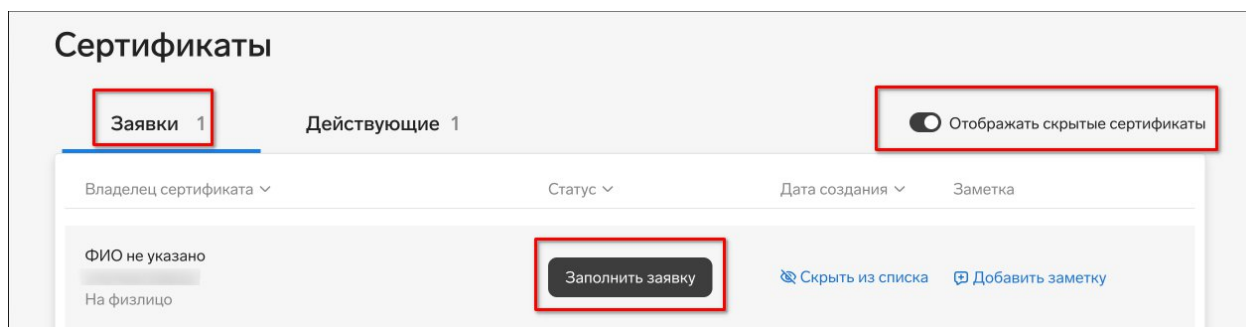 Сертификаты
Заявки 1 Действующие 1 Отображать скрытые сертификаты
Владелец сертификата Статус Дата создания Заметка
ФИО не указано
Заполнить заявку Скрыть из списка Добавить заметку
На физлицо